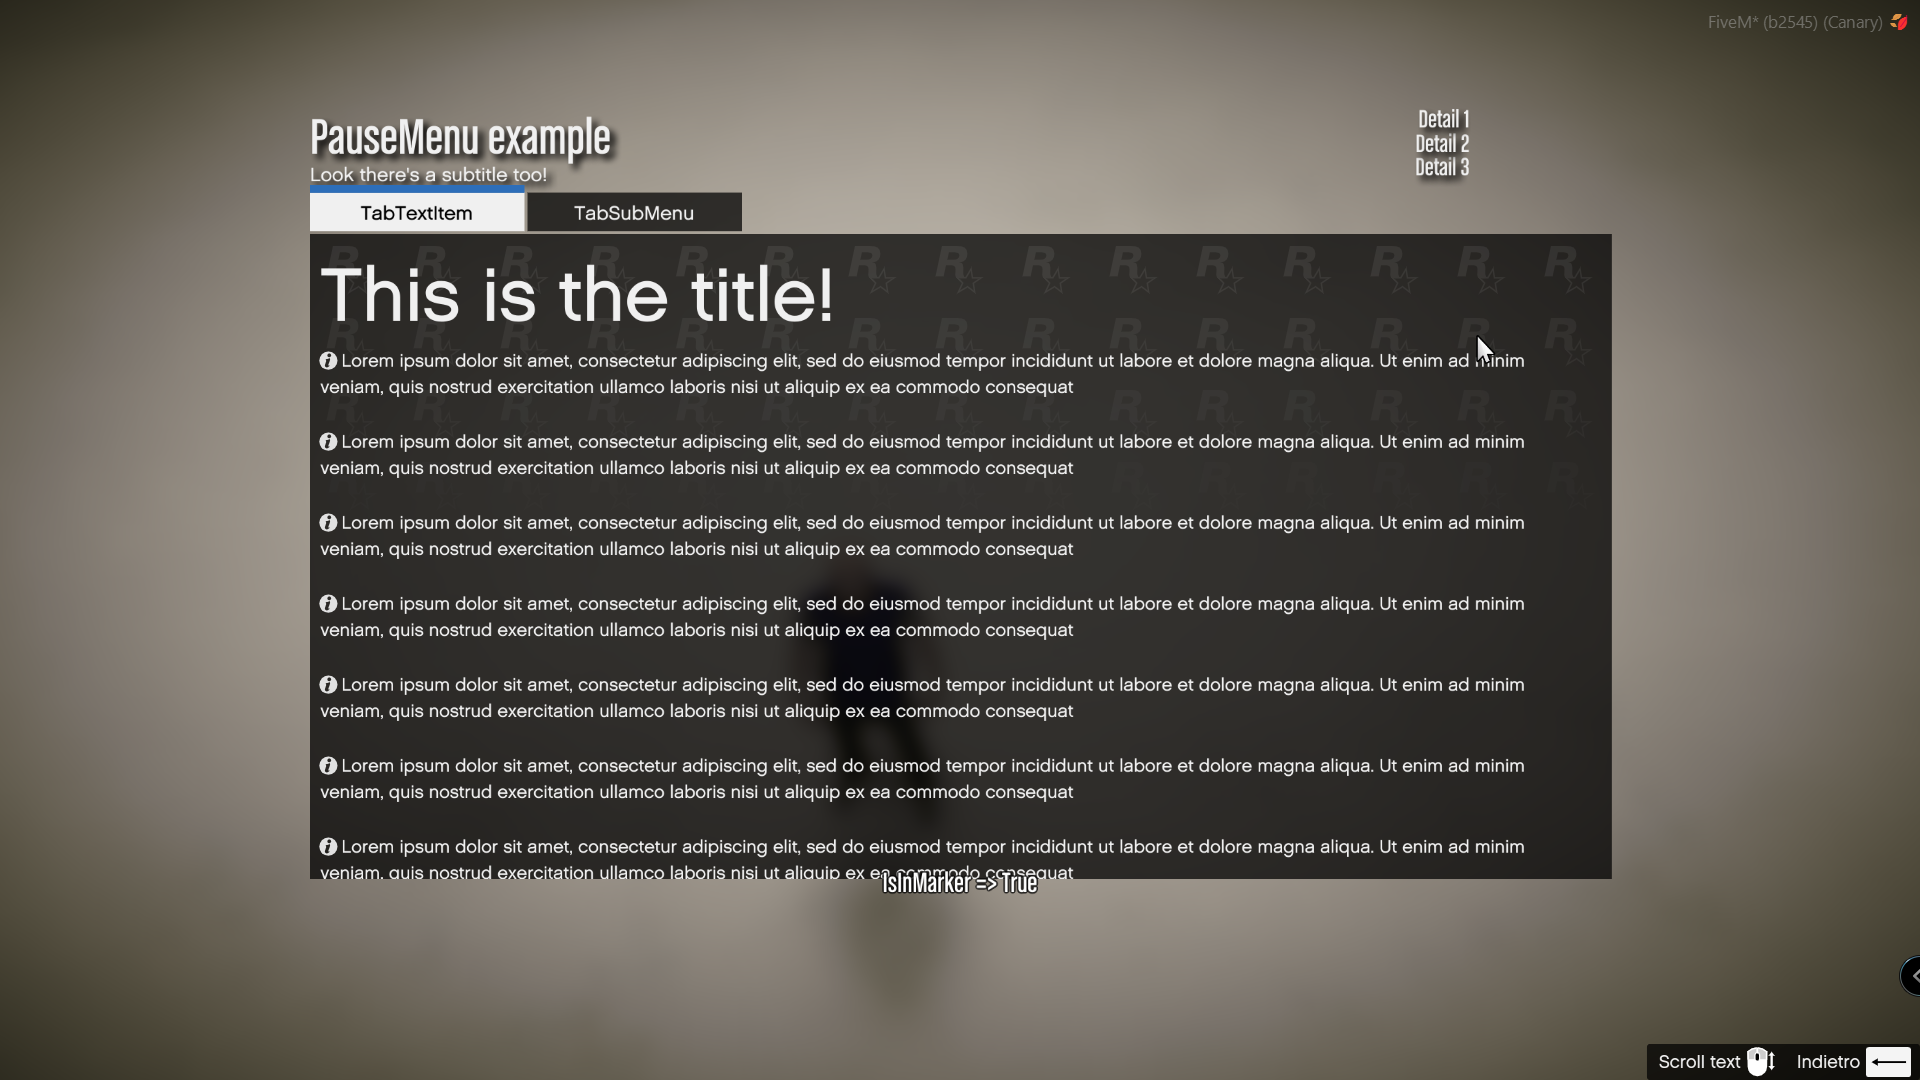 FiveM* (b2545) (Canary)
PauseMenu example
Look there's a subtitle too!
Detail 1
Detail 2
Detail 3
TabTextItem
TabSubMenu
This is the title!
Lorem ipsum dolor sit amet, consectetur adipiscing elit, sed do eiusmod tempor incididunt ut labore et dolore magna aliqua. Ut enim ad minim
veniam, quis nostrud exercitation ullamco laboris nisi ut aliquip ex ea commodo consequat
Lorem ipsum dolor sit amet, consectetur adipiscing elit, sed do eiusmod tempor incididunt ut labore et dolore magna aliqua. Ut enim ad minim
veniam, quis nostrud exercitation ullamco laboris nisi ut aliquip ex ea commodo consequat
Lorem ipsum dolor sit amet, consectetur adipiscing elit, sed do eiusmod tempor incididunt ut labore et dolore magna aliqua. Ut enim ad minim
veniam, quis nostrud exercitation ullamco laboris nisi ut aliquip ex ea commodo consequat
Lorem ipsum dolor sit amet, consectetur adipiscing elit, sed do eiusmod tempor incididunt ut labore et dolore magna aliqua. Ut enim ad minim
veniam, quis nostrud exercitation ullamco laboris nisi ut aliquip ex ea commodo consequat
Lorem ipsum dolor sit amet, consectetur adipiscing elit, sed do eiusmod tempor incididunt ut labore et dolore magna aliqua. Ut enim ad minim
veniam, quis nostrud exercitation ullamco laboris nisi ut aliquip ex ea commodo consequat
Lorem ipsum dolor sit amet, consectetur adipiscing elit, sed do eiusmod tempor incididunt ut labore et dolore magna aliqua. Ut enim ad minim
veniam, quis nostrud exercitation ullamco laboris nisi ut aliquip ex ea commodo consequat
Lorem ipsum dolor sit amet, consectetur adipiscing elit, sed do eiusmod tempor incididunt ut labore et dolore magna aliqua. Ut enim ad minim
veniam, quis nostrud exercitation ullamco laboris nisi ut aliquip ex ea commodo consequat
IsInMarker => True
Scroll text
Indietro